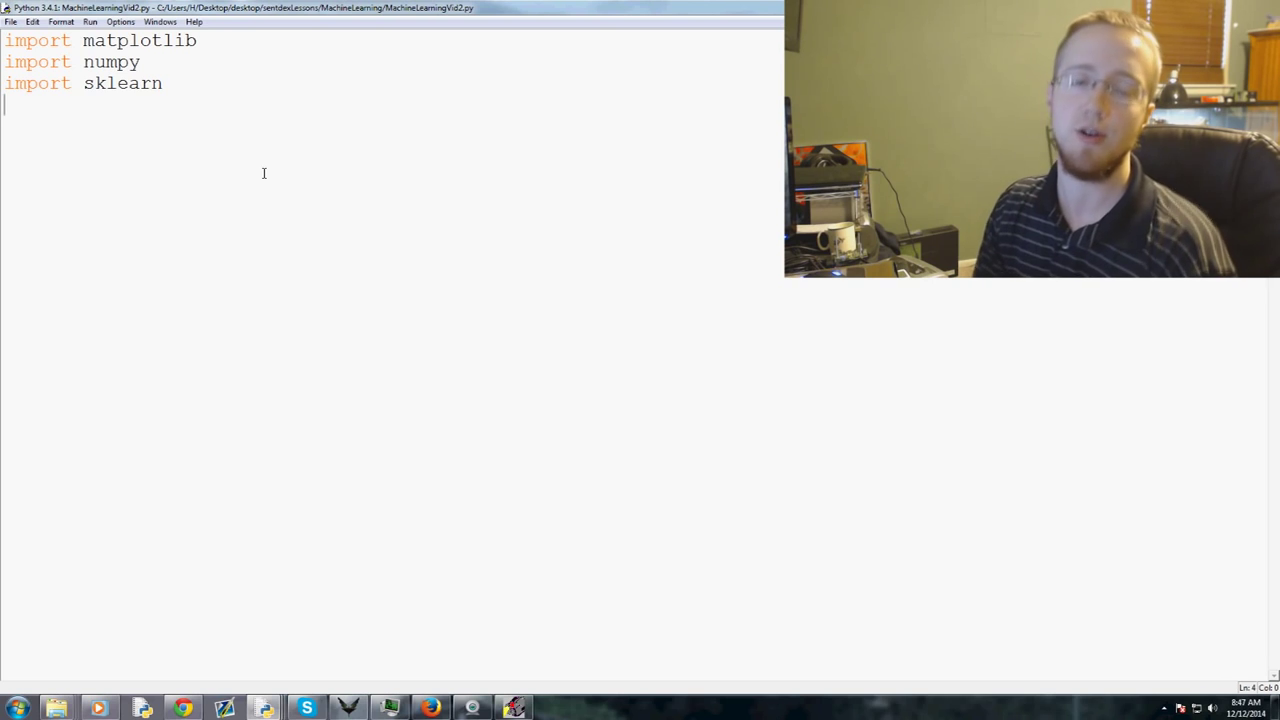 Python 3.4.1: MachineLearningVid2.py - C:/Users/H/Desktop/desktop/sentdexLessons/MachineLearning/MachineLearningVid2.py
File Edit Format Run Options Windows Help
import matplotlib
import numpy
import sklearn
Ln: 4 Col: 0
8:47 AM
12/12/2014